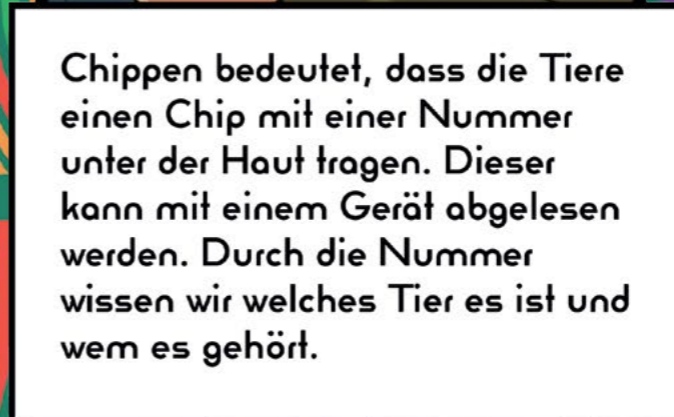 Chippen bedeutet, dass die Tiere
einen Chip mit einer Nummer
unter der Haut tragen. Dieser
kann mit einem Gerät abgelesen
werden. Durch die Nummer
wissen wir welches Tier es ist und
wem es gehört.